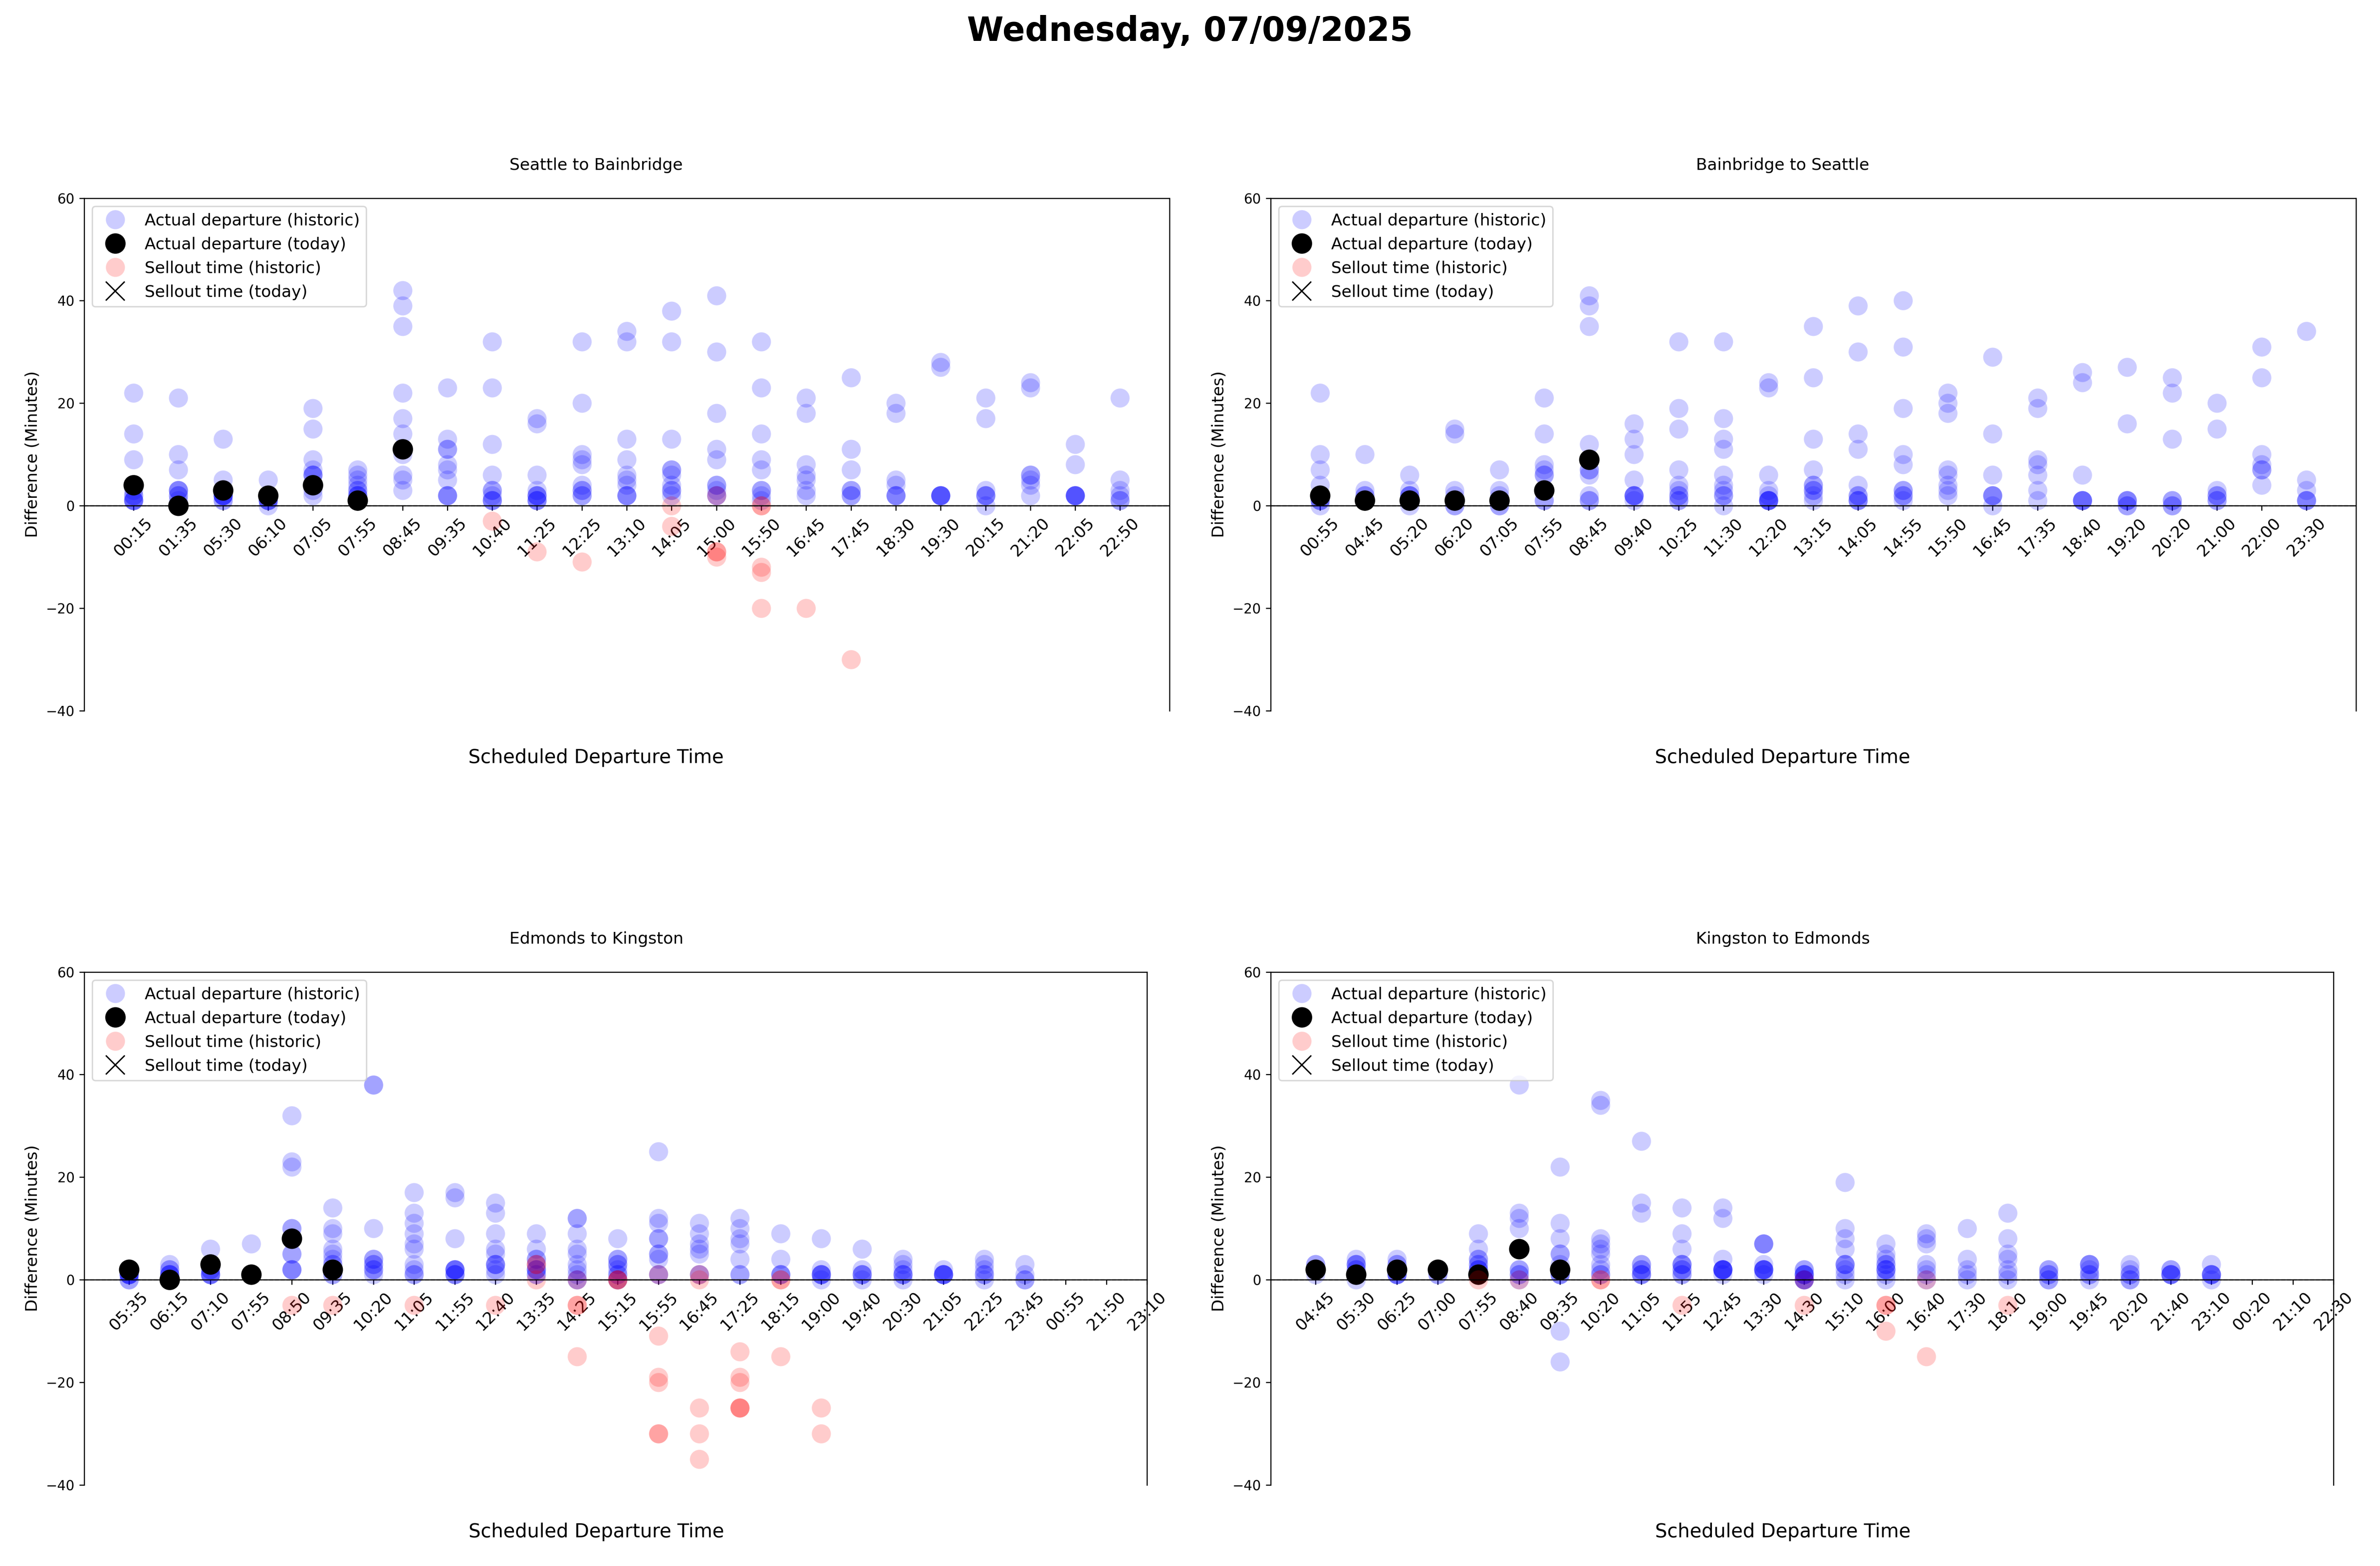 Wednesday, 07/09/2025
Seattle to Bainbridge
60
40
20
0
−20
−40
Difference (Minutes)
Actual departure (historic)
Actual departure (today)
Sellout time (historic)
Sellout time (today)
00:15 01:35 05:30 06:10 07:05 07:55 08:45 09:35 10:40 11:25 12:25 13:10 14:05 15:00 15:50 16:45 17:45 18:30 19:30 20:15 21:20 22:05 22:50
Scheduled Departure Time
Bainbridge to Seattle
60
40
20
0
−20
−40
Difference (Minutes)
Actual departure (historic)
Actual departure (today)
Sellout time (historic)
Sellout time (today)
00:55 04:45 05:20 06:20 07:05 07:55 08:45 09:40 10:25 11:30 12:20 13:15 14:05 14:55 15:50 16:45 17:35 18:40 19:20 20:20 21:00 22:00 23:30
Scheduled Departure Time
Edmonds to Kingston
60
40
20
0
−20
−40
Difference (Minutes)
Actual departure (historic)
Actual departure (today)
Sellout time (historic)
Sellout time (today)
05:35 06:15 07:10 07:55 08:50 09:35 10:20 11:05 11:55 12:40 13:35 14:25 15:15 15:55 16:45 17:25 18:15 19:00 19:40 20:30 21:05 22:25 23:45 00:55 21:50 23:10
Scheduled Departure Time
Kingston to Edmonds
60
40
20
0
−20
−40
Difference (Minutes)
Actual departure (historic)
Actual departure (today)
Sellout time (historic)
Sellout time (today)
04:45 05:30 06:25 07:00 07:55 08:40 09:35 10:20 11:05 11:55 12:45 13:30 14:30 15:10 16:00 16:40 17:30 18:10 19:00 19:45 20:20 21:40 23:10 00:20 21:10 22:30
Scheduled Departure Time